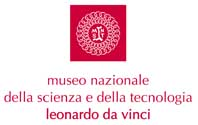 museo nazionale
della scienza e della tecnologia
leonardo da vinci